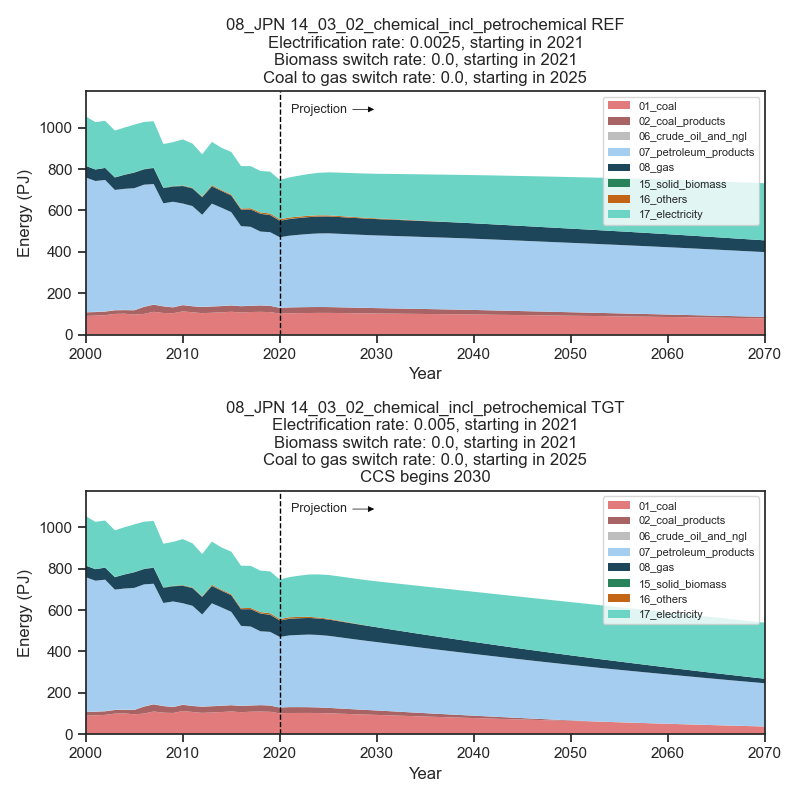 08_JPN 14_03_02_chemical_incl_petrochemical REF
Electrification rate: 0.0025, starting in 2021
Biomass switch rate: 0.0, starting in 2021
Coal to gas switch rate: 0.0, starting in 2025
Projection
01_coal
02_coal_products
06_crude_oil_and_ngl
07_petroleum_products
08_gas
15_solid_biomass
16_others
17_electricity
Energy (PJ)
1000
800
600
400
200
0
2000 2010 2020 2030 2040 2050 2060 2070
Year
08_JPN 14_03_02_chemical_incl_petrochemical TGT
Electrification rate: 0.005, starting in 2021
Biomass switch rate: 0.0, starting in 2021
Coal to gas switch rate: 0.0, starting in 2025
CCS begins 2030
Projection
01_coal
02_coal_products
06_crude_oil_and_ngl
07_petroleum_products
08_gas
15_solid_biomass
16_others
17_electricity
Energy (PJ)
1000
800
600
400
200
0
2000 2010 2020 2030 2040 2050 2060 2070
Year